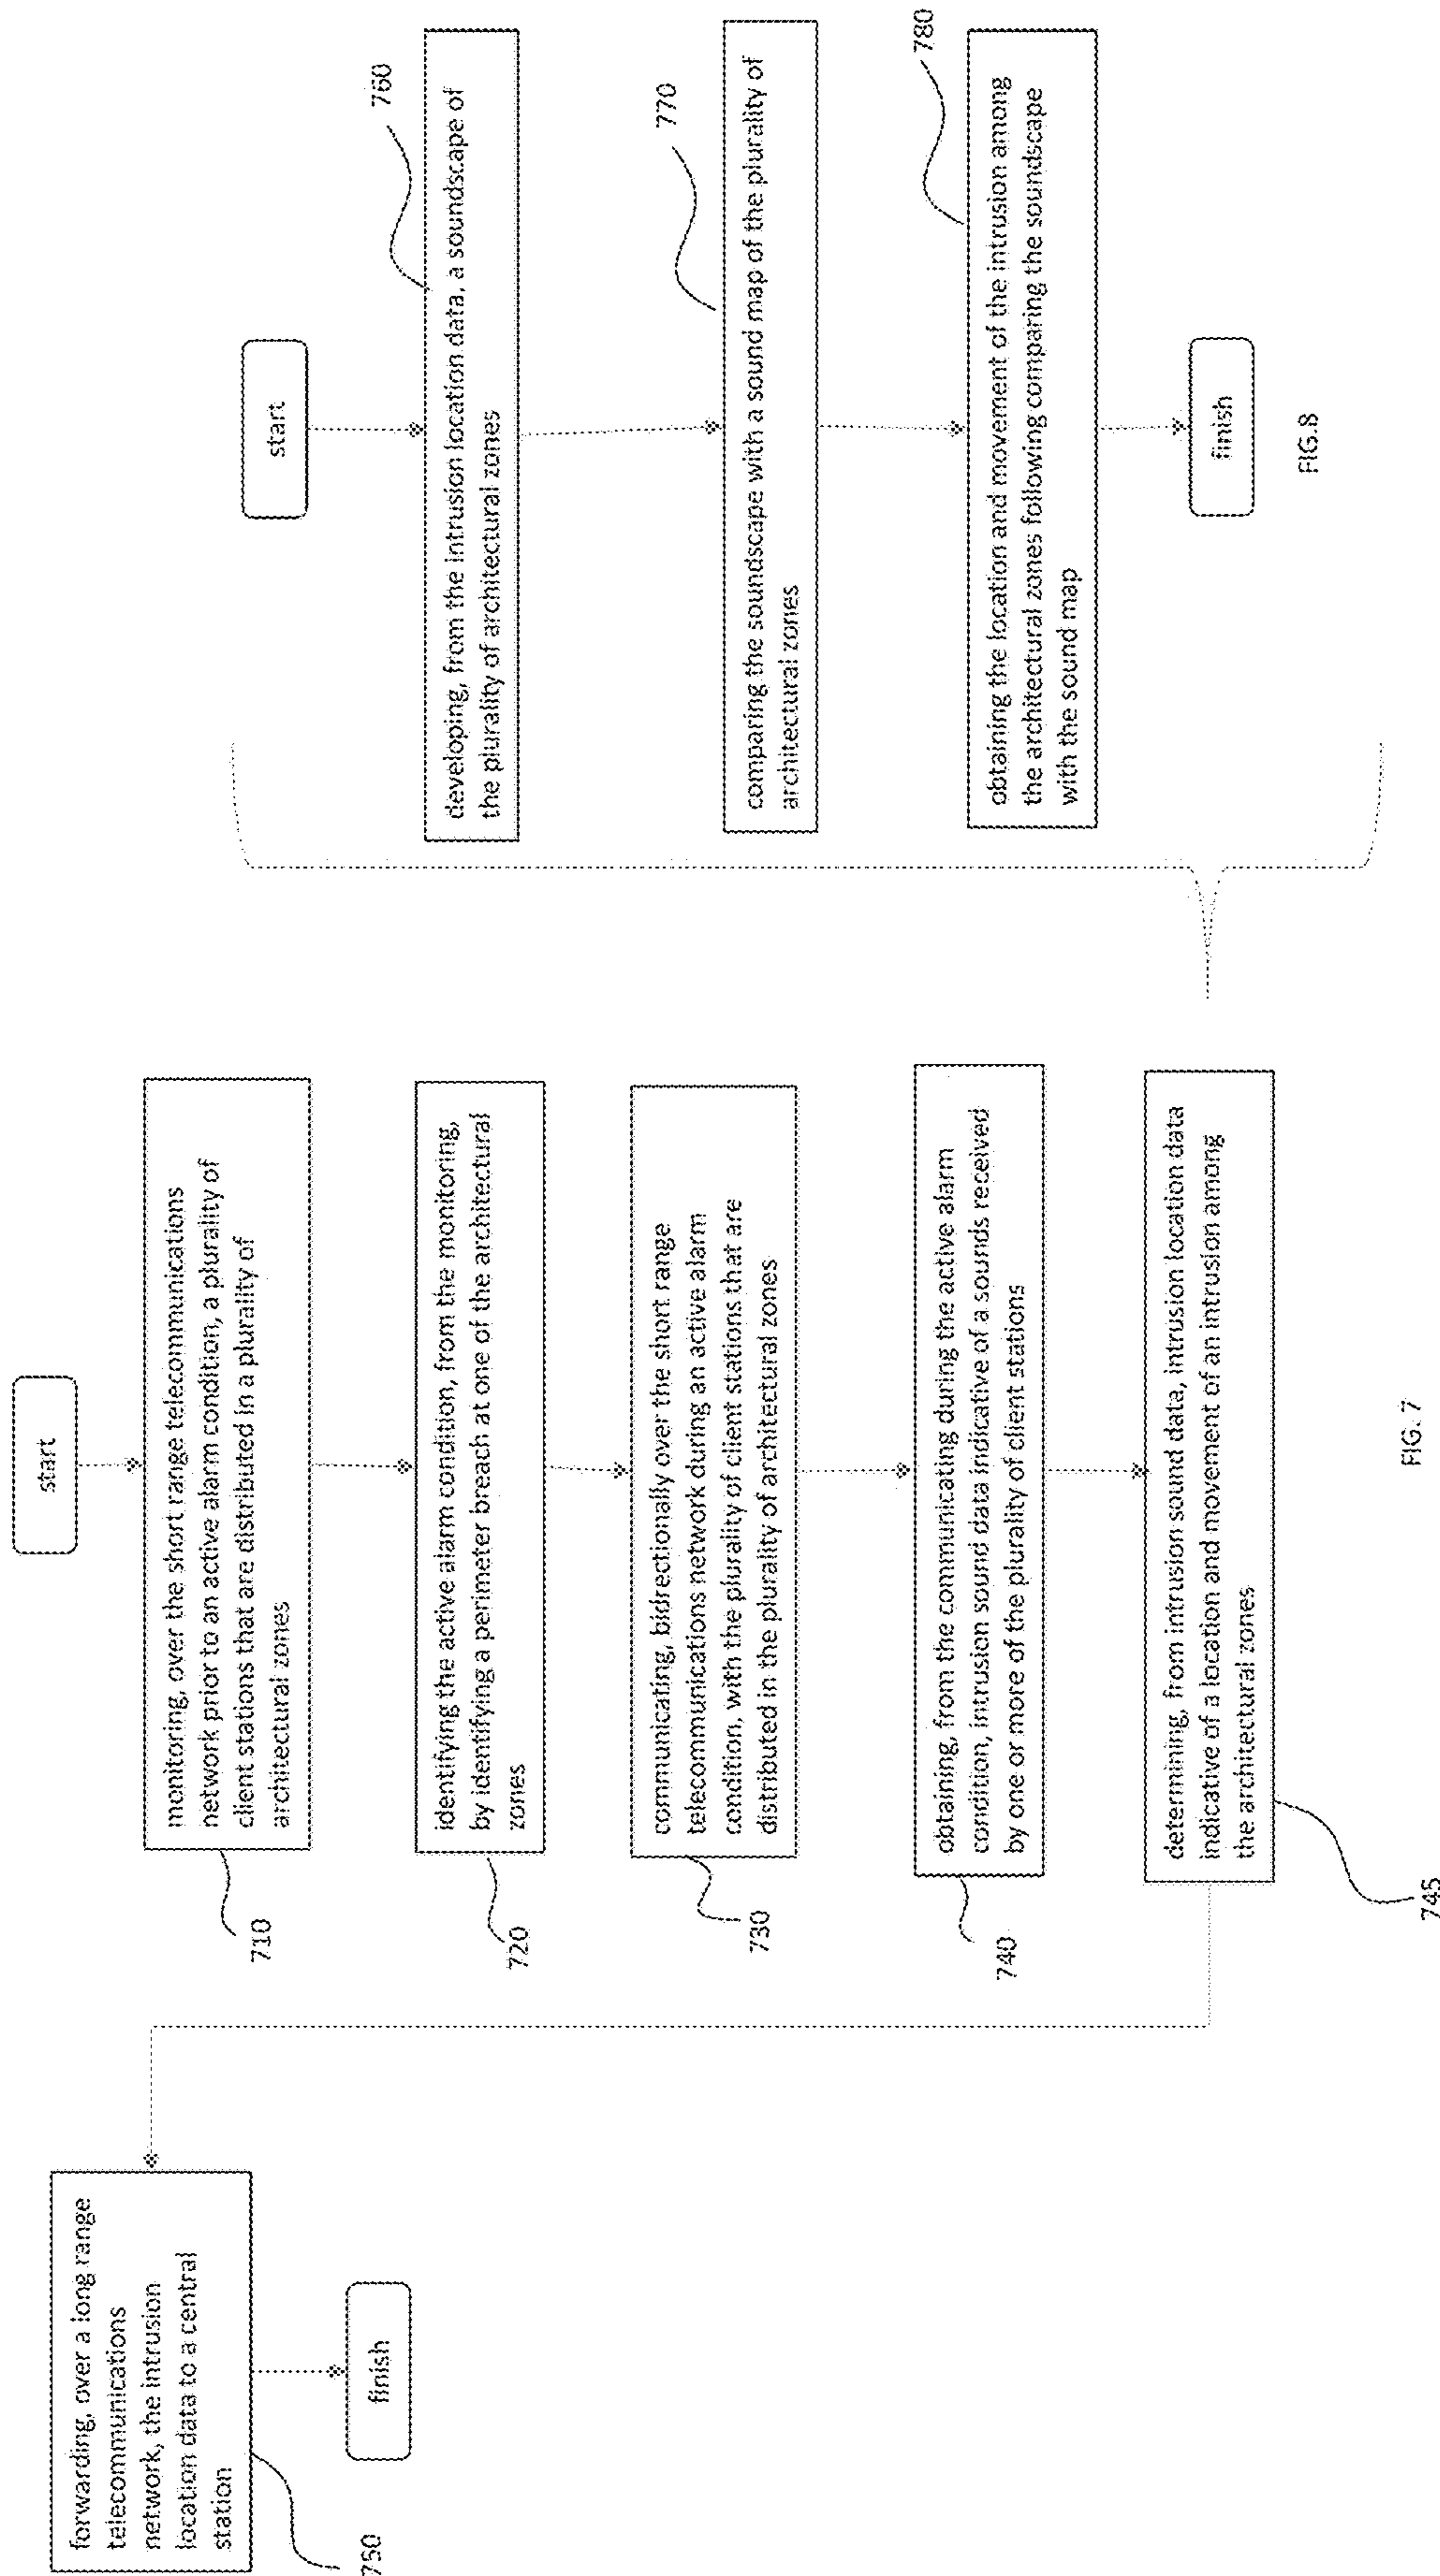 start
monitoring, over the short range telecommunications
network prior to an active alarm condition, a plurality of
client stations that are distributed in a plurality of
architectural zones
710
identifying the active alarm condition, from the monitoring,
by identifying a perimeter breach at one of the architectural
zones
720
communicating, bidrectionally over the short range
telecommunications network during an active alarm
condition, with the plurality of client stations that are
distributed in the plurality of architectural zones
730
obtaining, from the communicating during the active alarm
condition, intrusion sound data indicative of a sounds received
by one or more of the plurality of client stations
740
determining, from intrusion sound data, intrusion location data
indicative of a location and movement of an intrusion among
the architectural zones
745
forwarding, over a long range
telecommunications
network, the intrusion
location data to a central
station
750
finish
FIG. 7
start
developing, from the intrusion location data, a soundscape of
the plurality of architectural zones
760
comparing the soundscape with a sound map of the plurality of
architectural zones
770
obtaining the location and movement of the intrusion among
the architectural zones following comparing the soundscape
with the sound map
780
finish
FIG.8